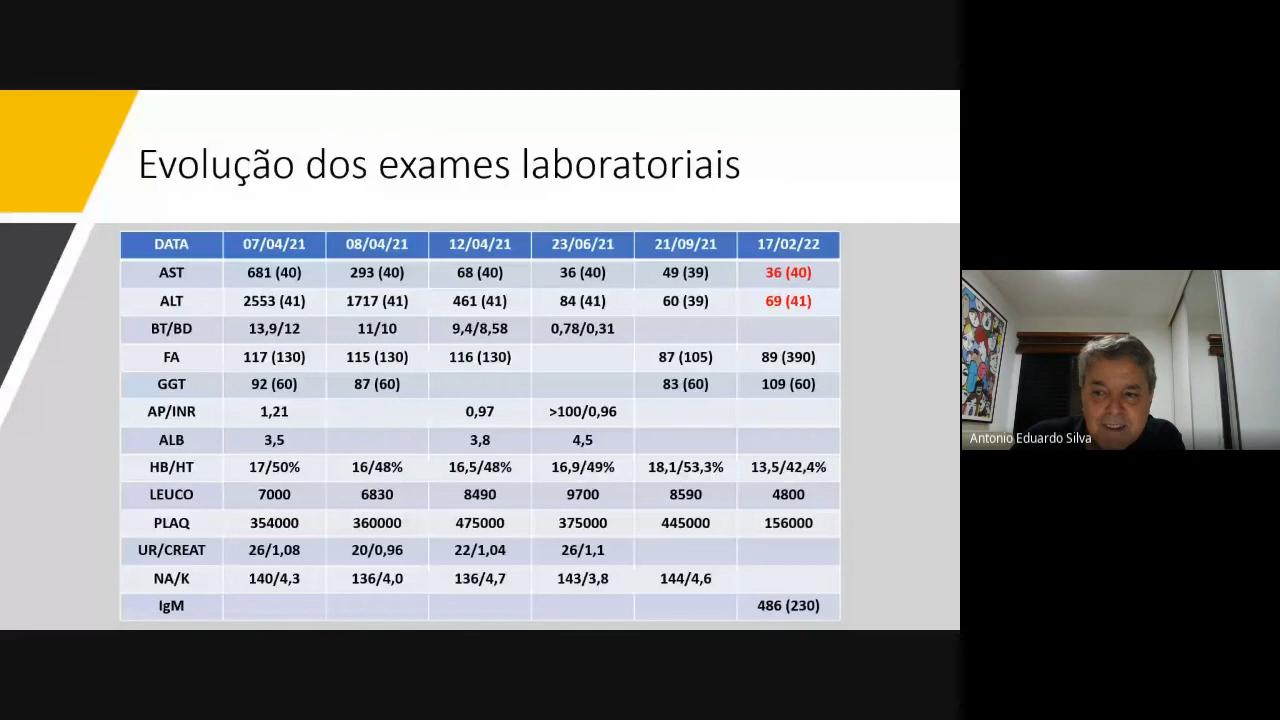 Evolução dos exames laboratoriais
DATA 07/04/21 08/04/21 12/04/21 23/06/21 21/09/21 17/02/22
AST 681 (40) 293 (40) 68 (40) 36 (40) 49 (39) 36 (40)
ALT 2553 (41) 1717 (41) 461 (41) 84 (41) 60 (39) 69 (41)
BT/BD 13,9/12 11/10 9,4/8,58 0,78/0,31
FA 117 (130) 115 (130) 116 (130) 87 (105) 89 (390)
GGT 92 (60) 87 (60) 83 (60) 109 (60)
AP/INR 1,21 0,97 >100/0,96
ALB 3,5 3,8 4,5
HB/HT 17/50% 16/48% 16,5/48% 16,9/49% 18,1/53,3% 13,5/42,4%
LEUCO 7000 6830 8490 9700 8590 4800
PLAQ 354000 360000 475000 375000 445000 156000
UR/CREAT 26/1,08 20/0,96 22/1,04 26/1,1
NA/K 140/4,3 136/4,0 136/4,7 143/3,8 144/4,6
IgM 486 (230)
Antonio Eduardo Silva